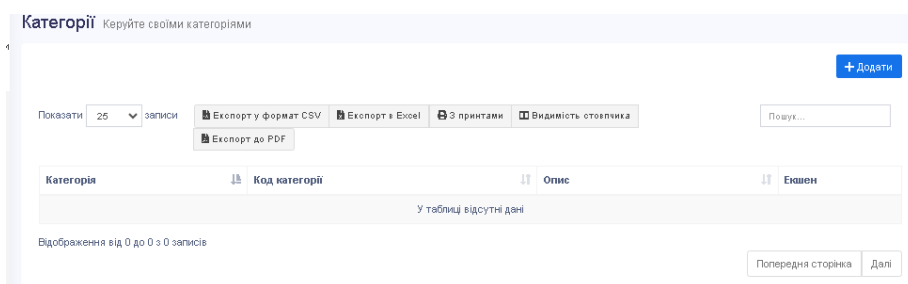 Категорії Керуйте своїми категоріями
Додати
Показати 25 записи Експорт у формат CSV Експорт в Excel З принтами Видимість стовпчика Пошук...
Експорт до PDF
Категорія Код категорії Опис Екшен
У таблиці відсутні дані
Відображення від 0 до 0 з 0 записів
Попередня сторінка Далі